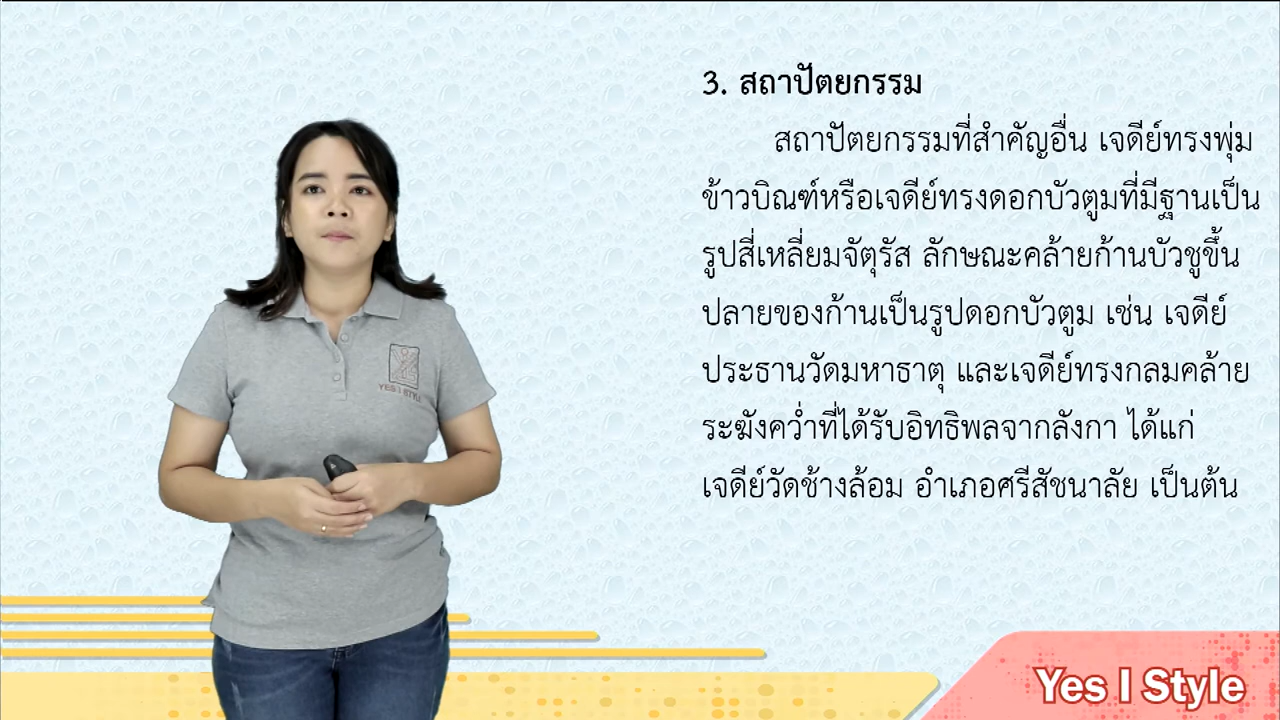 3. สถาปัตยกรรม
สถาปัตยกรรมที่สำคัญอื่น เจดีย์ทรงพุ่ม
ข้าวบิณฑ์หรือเจดีย์ทรงดอกบัวตูมที่มีฐานเป็น
รูปสี่เหลี่ยมจัตุรัส ลักษณะคล้ายก้านบัวชูขึ้น
ปลายของก้านเป็นรูปดอกบัวตูม เช่น เจดีย์
ประธานวัดมหาธาตุ และเจดีย์ทรงกลมคล้าย
ระฆังคว่ำที่ได้รับอิทธิพลจากลังกา ได้แก่
เจดีย์วัดช้างล้อม อำเภอศรีสัชนาลัย เป็นต้น
YES I STYLE
Yes I Style